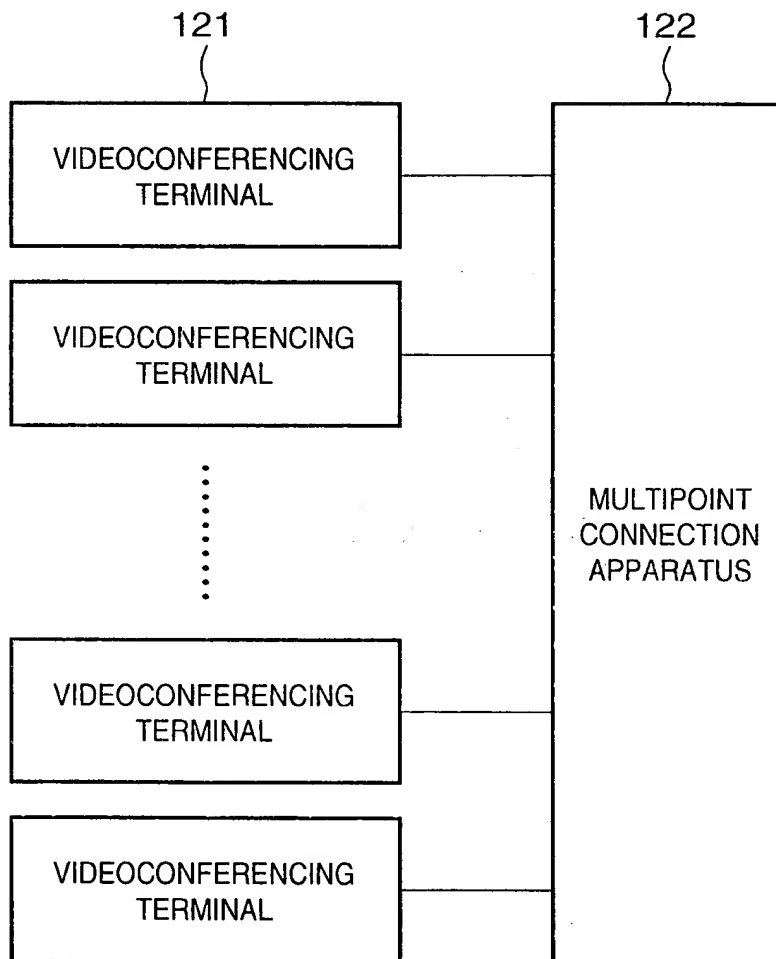 121
122
VIDEOCONFERENCING
TERMINAL
VIDEOCONFERENCING
TERMINAL
MULTIPOINT
CONNECTION
APPARATUS
VIDEOCONFERENCING
TERMINAL
VIDEOCONFERENCING
TERMINAL